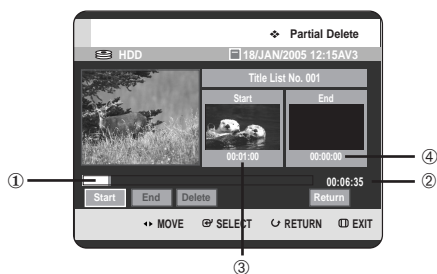 ❖ Partial Delete
HDD 18/JAN/2005 12:15AV3
Title List No. 001
Start End
00:01:00 00:00:00 ④
① 00:06:35 ②
Start End Delete Return
MOVE SELECT RETURN EXIT
③